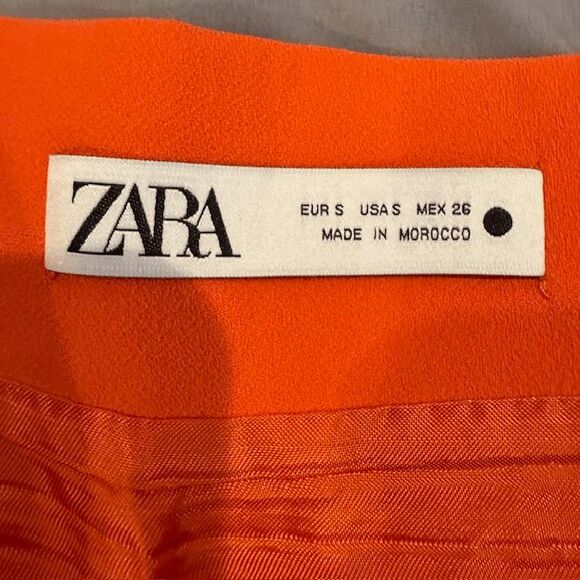 ZARA
EUR S USA S MEX 26
MADE IN MOROCCO